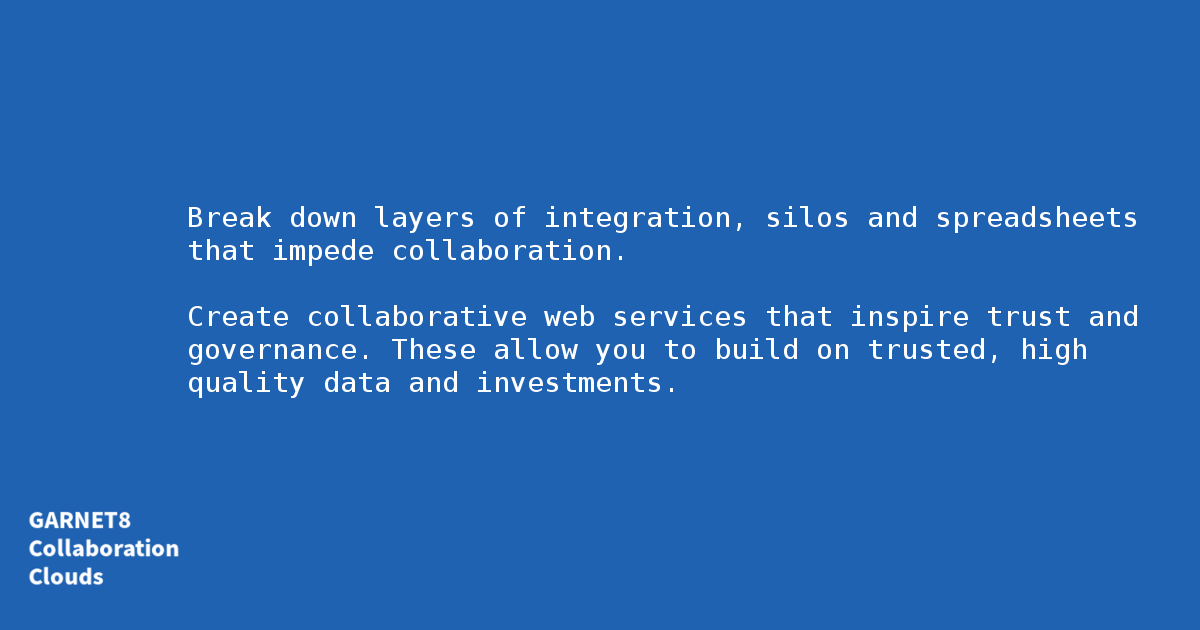 Break down layers of integration, silos and spreadsheets
that impede collaboration.
Create collaborative web services that inspire trust and
governance. These allow you to build on trusted, high
quality data and investments.
GARNET8
Collaboration
Clouds